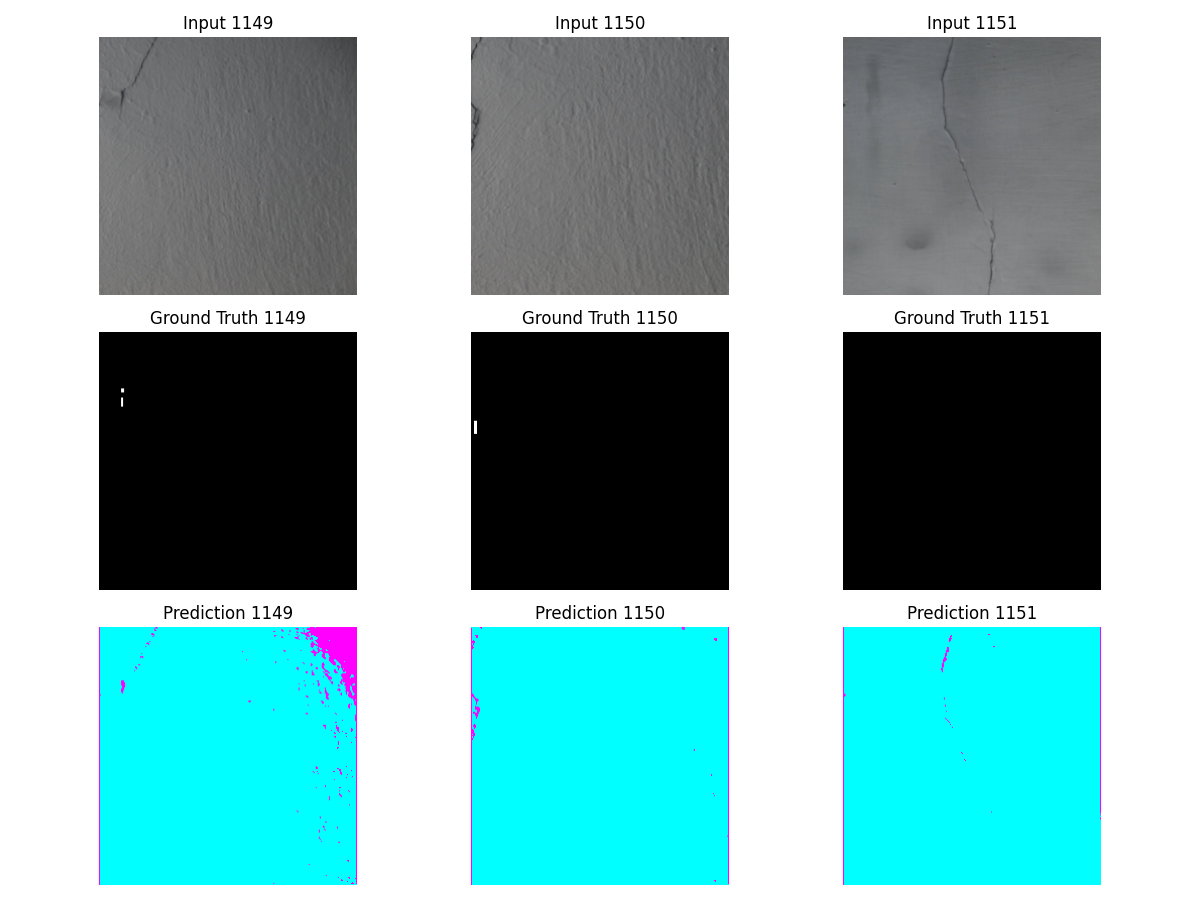 Input 1149
Input 1150
Input 1151
Ground Truth 1149
Ground Truth 1150
Ground Truth 1151
Prediction 1149
Prediction 1150
Prediction 1151